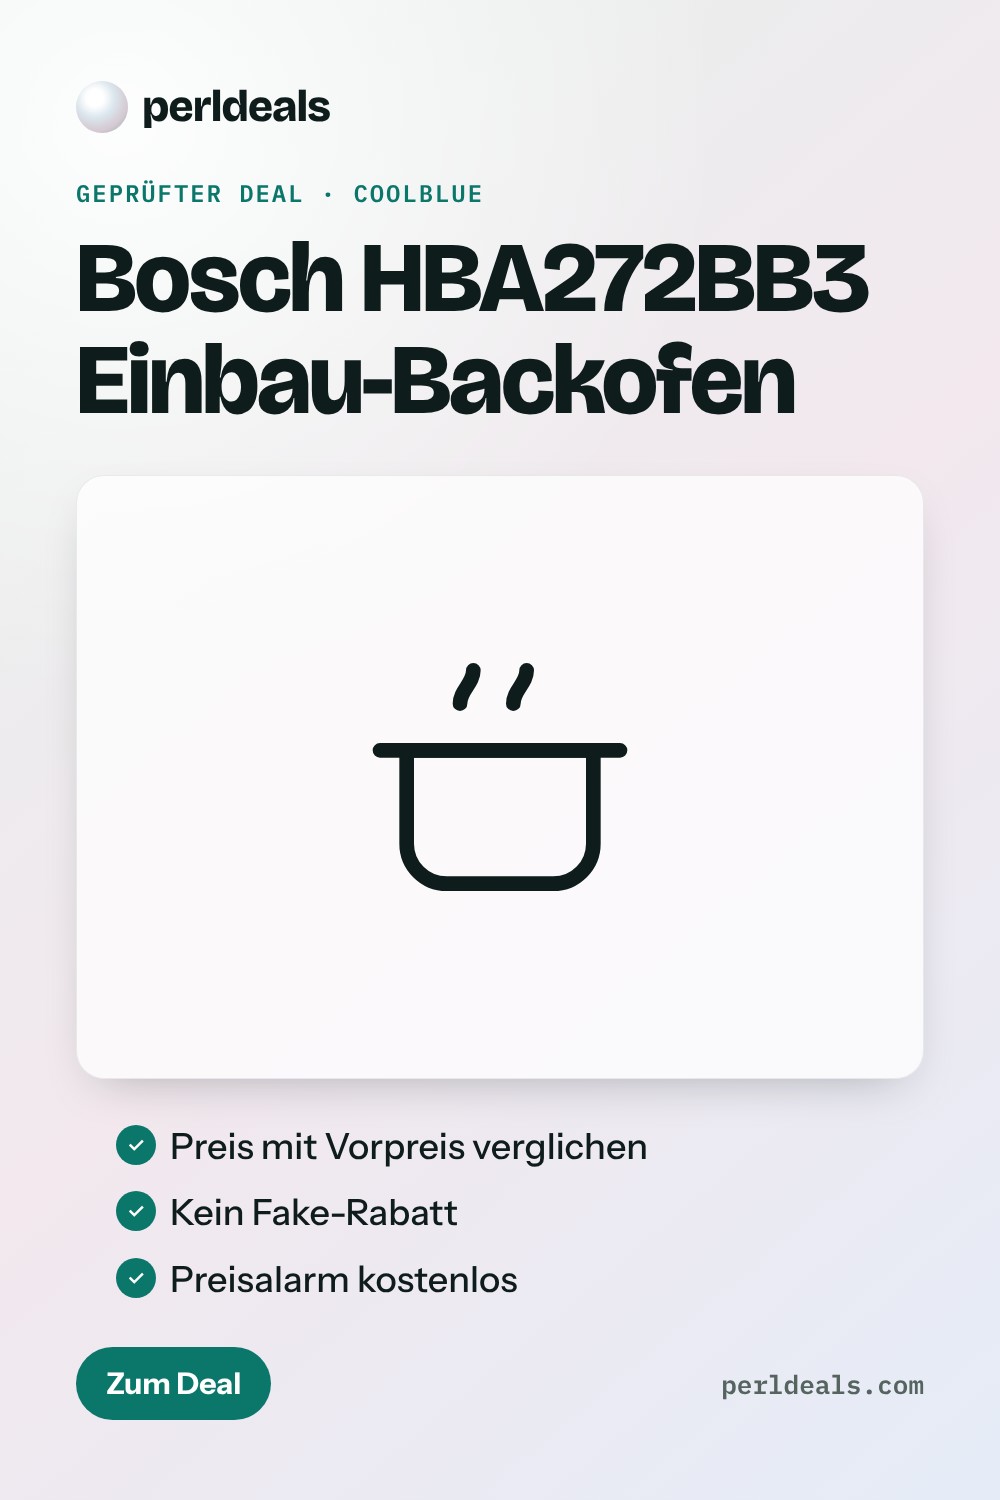 perldeals
GEPRÜFTER DEAL · COOLBLUE
Bosch HBA272BB3
Einbau-Backofen
Preis mit Vorpreis verglichen
Kein Fake-Rabatt
Preisalarm kostenlos
Zum Deal
perldeals.com